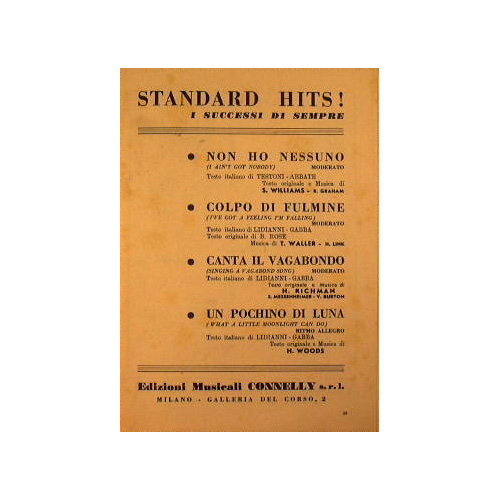 STANDARD HITS!
I SUCCESSI DI SEMPRE
● NON HO NESSUNO
(I AIN'T GOT NOBODY) MODERATO
Testo italiano di TESTONI - ABBATE
Testo originale e Musica di
S. WILLIAMS - R. GRAHAM
● COLPO DI FULMINE
(I'VE GOT A FEELING I'M FALLING)
MODERATO
Testo italiano di LIDIANNI - GABBA
Testo originale di B. ROSE
Musica di T. WALLER - H. LINK
● CANTA IL VAGABONDO
(SINGING A VAGABOND SONG) MODERATO
Testo italiano di LIDIANNI - GABBA
Testo originale e Musica di
H. RICHMAN
S. MESSENHEIMER - V. BURTON
● UN POCHINO DI LUNA
(WHAT A LITTLE MOONLIGHT CAN DO)
RITMO ALLEGRO
Testo italiano di LIDIANNI - GABBA
Testo originale e Musica di
H. WOODS
Edizioni Musicali CONNELLY s. r. l.
MILANO - GALLERIA DEL CORSO, 2